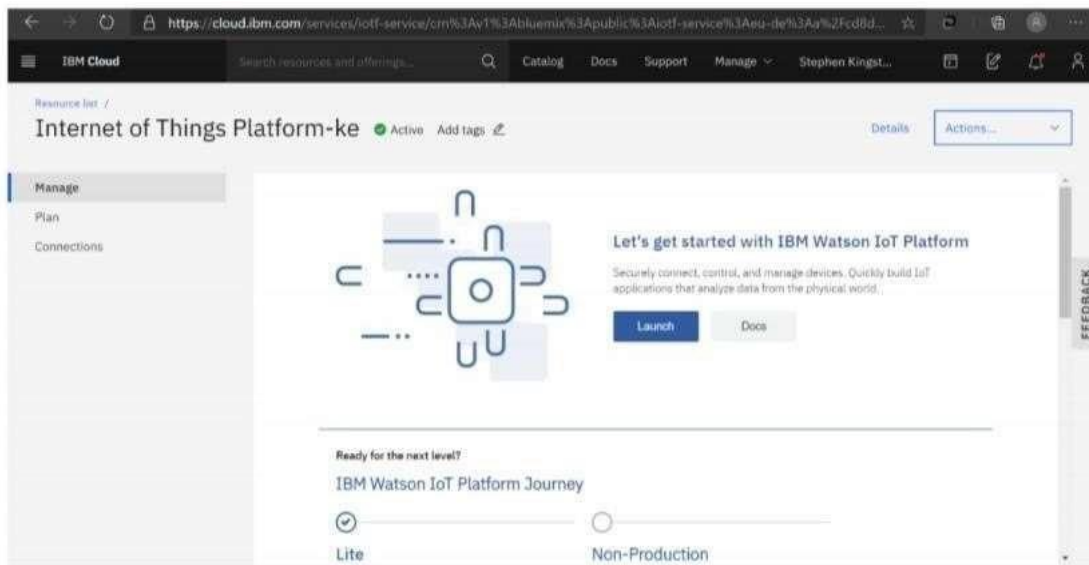 https://cloud.ibm.com/services/iotf-service/crn%3Av1%3Abluemix%3Apublic%3Aiotf-service%3Aeu-de%3Aa%2Fcd8d...
IBM Cloud
Search resources and offerings...
Catalog
Docs
Support
Manage
Stephen Kingst...
Resource list /
Internet of Things Platform-ke
Active
Add tags
Details
Actions...
Manage
Plan
Connections
Let's get started with IBM Watson IoT Platform
Securely connect, control, and manage devices. Quickly build IoT
applications that analyze data from the physical world.
Launch
Docs
FEEDBACK
Ready for the next level?
IBM Watson IoT Platform Journey
Lite
Non-Production